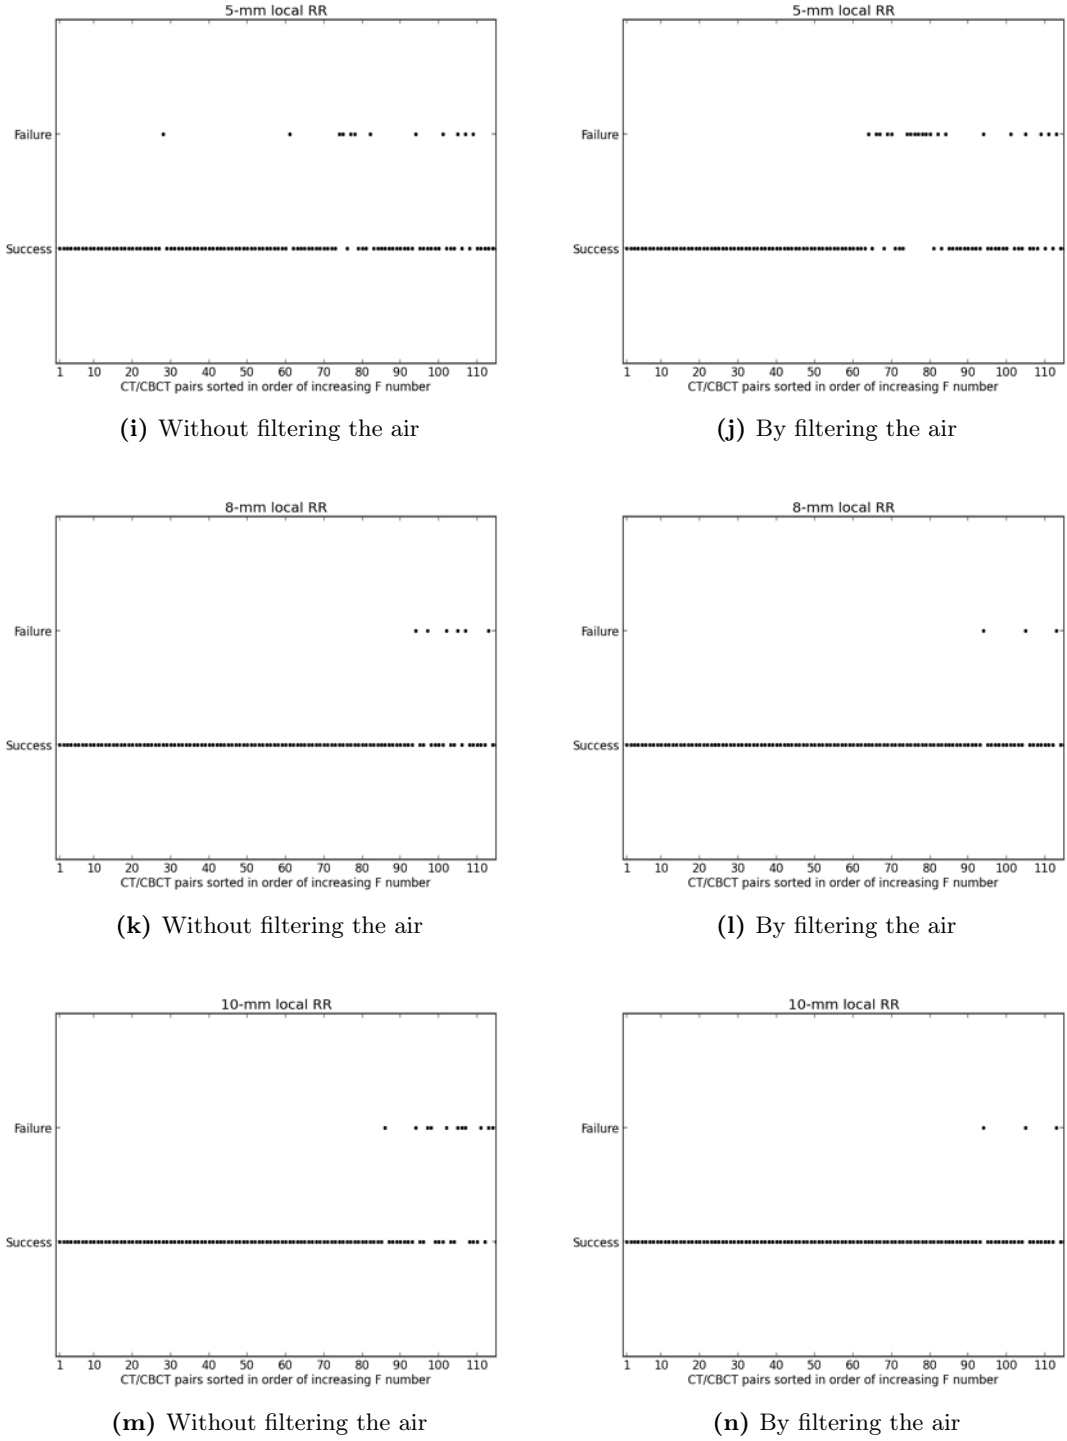 5-mm local RR
Failure
Success
1 10 20 30 40 50 60 70 80 90 100 110
CT/CBCT pairs sorted in order of increasing F number
(i) Without filtering the air
5-mm local RR
Failure
Success
1 10 20 30 40 50 60 70 80 90 100 110
CT/CBCT pairs sorted in order of increasing F number
(j) By filtering the air
8-mm local RR
Failure
Success
1 10 20 30 40 50 60 70 80 90 100 110
CT/CBCT pairs sorted in order of increasing F number
(k) Without filtering the air
8-mm local RR
Failure
Success
1 10 20 30 40 50 60 70 80 90 100 110
CT/CBCT pairs sorted in order of increasing F number
(l) By filtering the air
10-mm local RR
Failure
Success
1 10 20 30 40 50 60 70 80 90 100 110
CT/CBCT pairs sorted in order of increasing F number
(m) Without filtering the air
10-mm local RR
Failure
Success
1 10 20 30 40 50 60 70 80 90 100 110
CT/CBCT pairs sorted in order of increasing F number
(n) By filtering the air